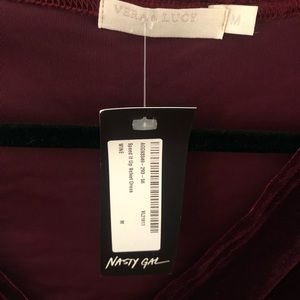 VERA & LUCY
M
Speed It Up Velvet Dress
WINE
M
NASTY GAL